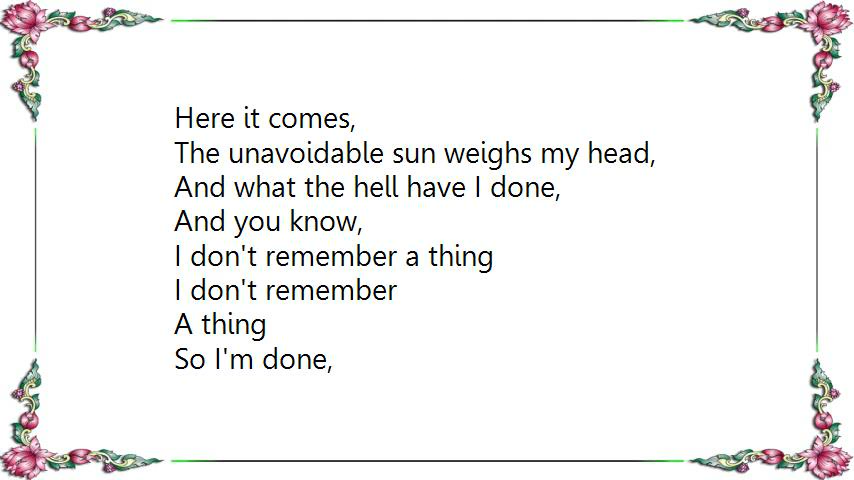 Here it comes,
The unavoidable sun weighs my head,
And what the hell have I done,
And you know,
I don't remember a thing
I don't remember
A thing
So I'm done,